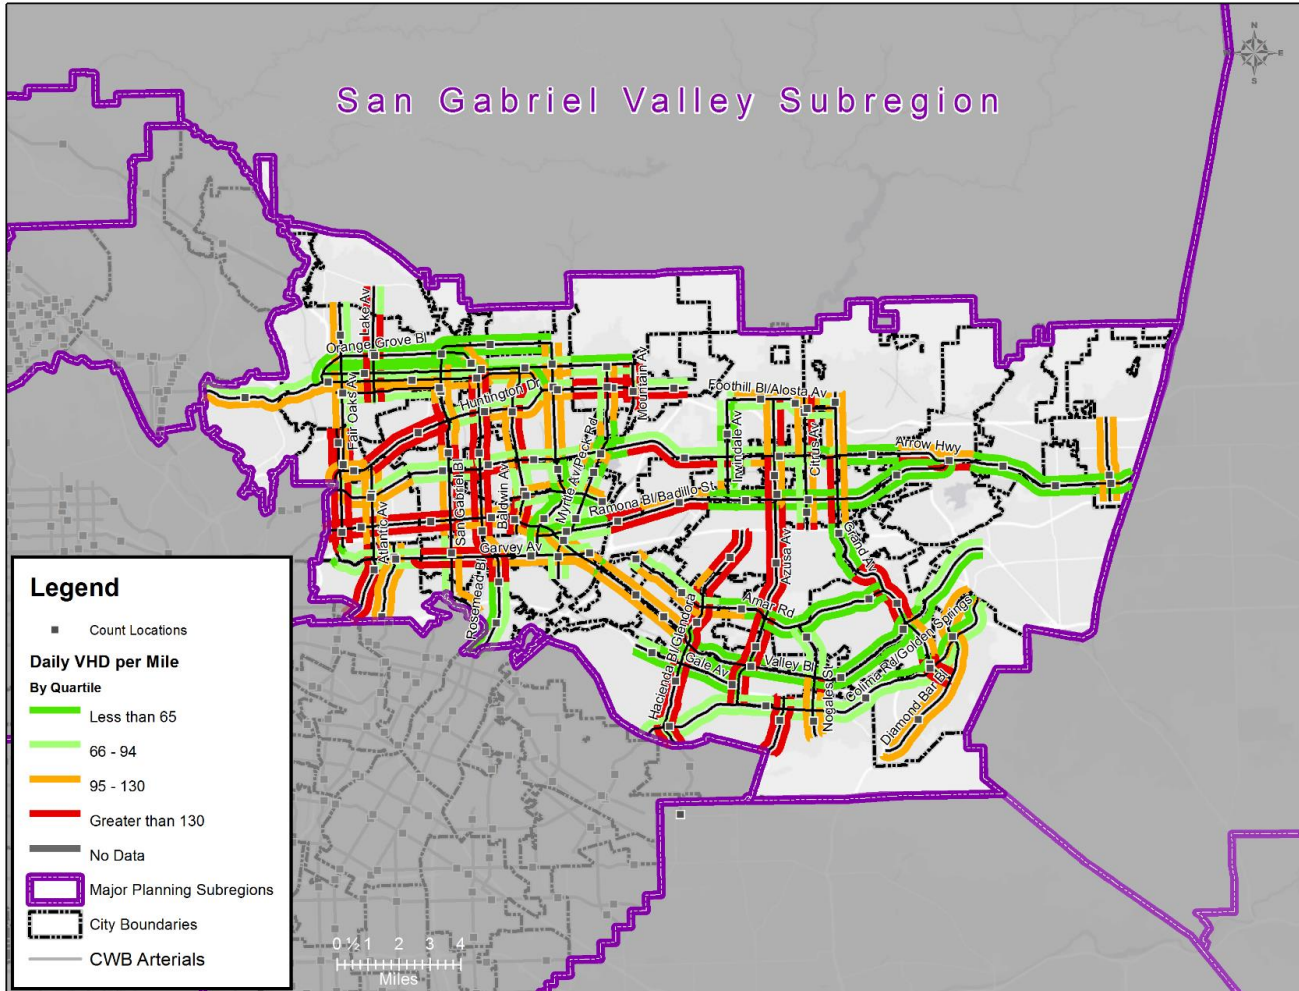 N
E
S
San Gabriel Valley Subregion
Lake Av
Orange Grove Bl
Fair Oaks Av
Huntington Dr
Mountain Av
Foothill Bl/Alosta Av
Irwindale Av
Citrus Av
Arrow Hwy
San Gabriel Bl
Baldwin Av
Myrtle Av/Peck Rd
Ramona Bl/Badillo St
Atlantic Av
Garvey Av
Rosemead Bl
Azusa Av
Grand Av
Amar Rd
Hacienda Bl/Glendora
Gale Av
Valley Bl
Nogales St
Colima Rd/Golden Springs
Diamond Bar Bl
Legend
Count Locations
Daily VHD per Mile
By Quartile
Less than 65
66 - 94
95 - 130
Greater than 130
No Data
Major Planning Subregions
City Boundaries
CWB Arterials
0 ½ 1 2 3 4
Miles